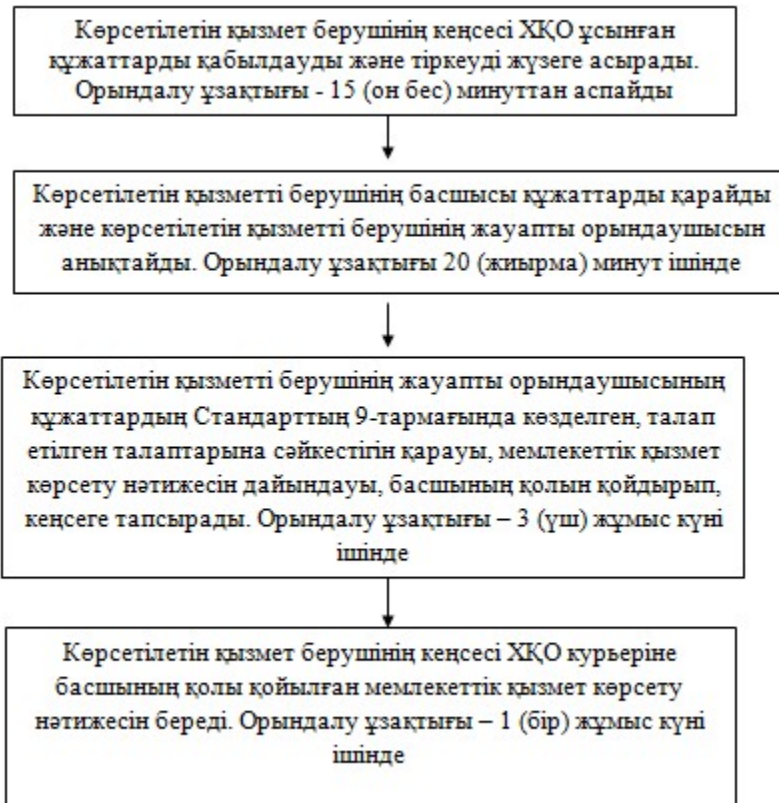 Көрсетілетін қызмет берушінің кеңсесі ХҚО ұсынған
құжаттарды қабылдауды және тіркеуді жүзеге асырады.
Орындалу ұзақтығы - 15 (он бес) минуттан аспайды
Көрсетілетін қызметті берушінің басшысы құжаттарды қарайды
және көрсетілетін қызметті берушінің жауапты орындаушысын
анықтайды. Орындалу ұзақтығы 20 (жиырма) минут ішінде
Көрсетілетін қызметті берушінің жауапты орындаушысының
құжаттардың Стандарттың 9-тармағында көзделген, талап
етілген талаптарына сәйкестігін қарауы, мемлекеттік қызмет
көрсету нәтижесін дайындауы, басшының қолын қойдырып,
кеңсеге тапсырады. Орындалу ұзақтығы – 3 (үш) жұмыс күні
ішінде
Көрсетілетін қызмет берушінің кеңсесі ХҚО курьеріне
басшының қолы қойылған мемлекеттік қызмет көрсету
нәтижесін береді. Орындалу ұзақтығы – 1 (бір) жұмыс күні
ішінде